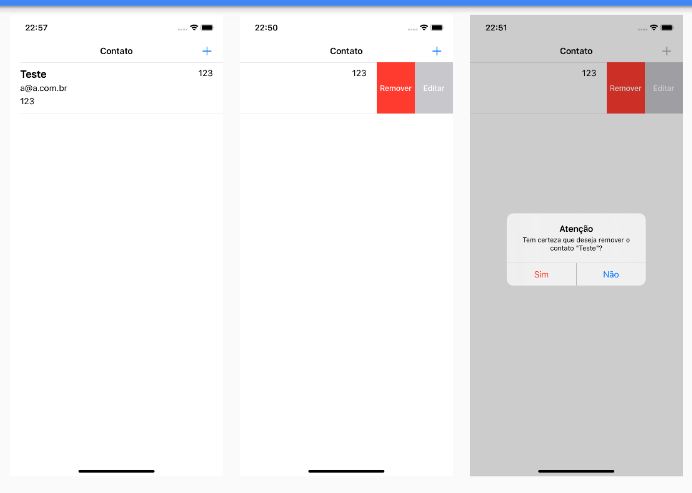 22:57
Contato
+
Teste
123
a@a.com.br
123
22:50
Contato
+
123
Remover
Editar
22:51
Contato
+
123
Remover
Editar
Atenção
Tem certeza que deseja remover o
contato "Teste"?
Sim
Não